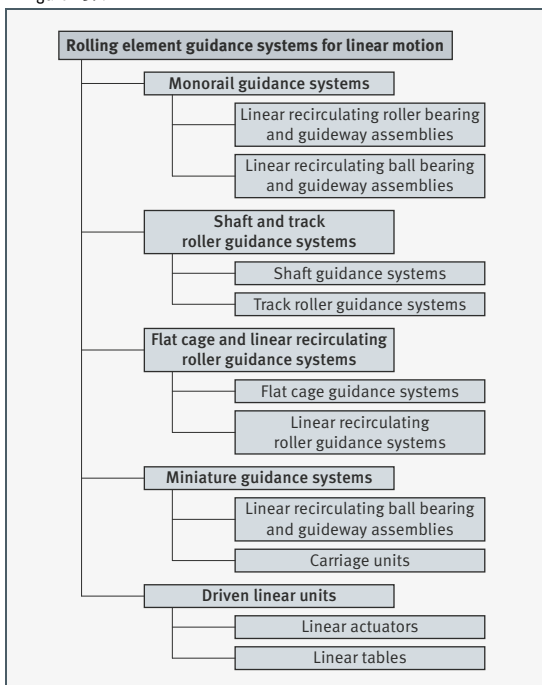 Rolling element guidance systems for linear motion
Monorail guidance systems
Linear recirculating roller bearing
and guideway assemblies
Linear recirculating ball bearing
and guideway assemblies
Shaft and track
roller guidance systems
Shaft guidance systems
Track roller guidance systems
Flat cage and linear recirculating
roller guidance systems
Flat cage guidance systems
Linear recirculating
roller guidance systems
Miniature guidance systems
Linear recirculating ball bearing
and guideway assemblies
Carriage units
Driven linear units
Linear actuators
Linear tables